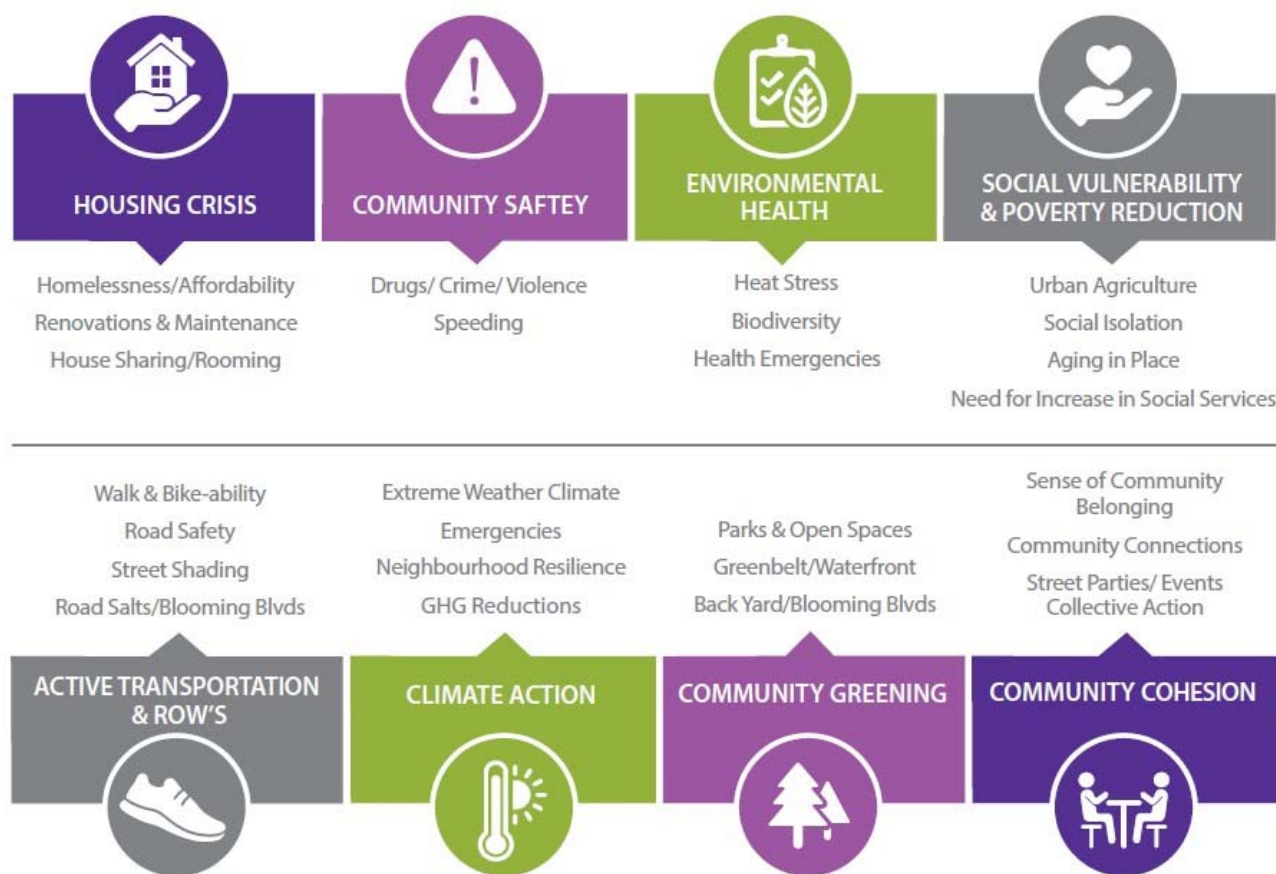 HOUSING CRISIS
Homelessness/Affordability
Renovations & Maintenance
House Sharing/Rooming
COMMUNITY SAFTEY
Drugs/ Crime/ Violence
Speeding
ENVIRONMENTAL
HEALTH
Heat Stress
Biodiversity
Health Emergencies
SOCIAL VULNERABILITY
& POVERTY REDUCTION
Urban Agriculture
Social Isolation
Aging in Place
Need for Increase in Social Services
Walk & Bike-ability
Road Safety
Street Shading
Road Salts/Blooming Blvds
ACTIVE TRANSPORTATION
& ROW'S
Extreme Weather Climate
Emergencies
Neighbourhood Resilience
GHG Reductions
CLIMATE ACTION
Parks & Open Spaces
Greenbelt/Waterfront
Back Yard/Blooming Blvds
COMMUNITY GREENING
Sense of Community
Belonging
Community Connections
Street Parties/ Events
Collective Action
COMMUNITY COHESION